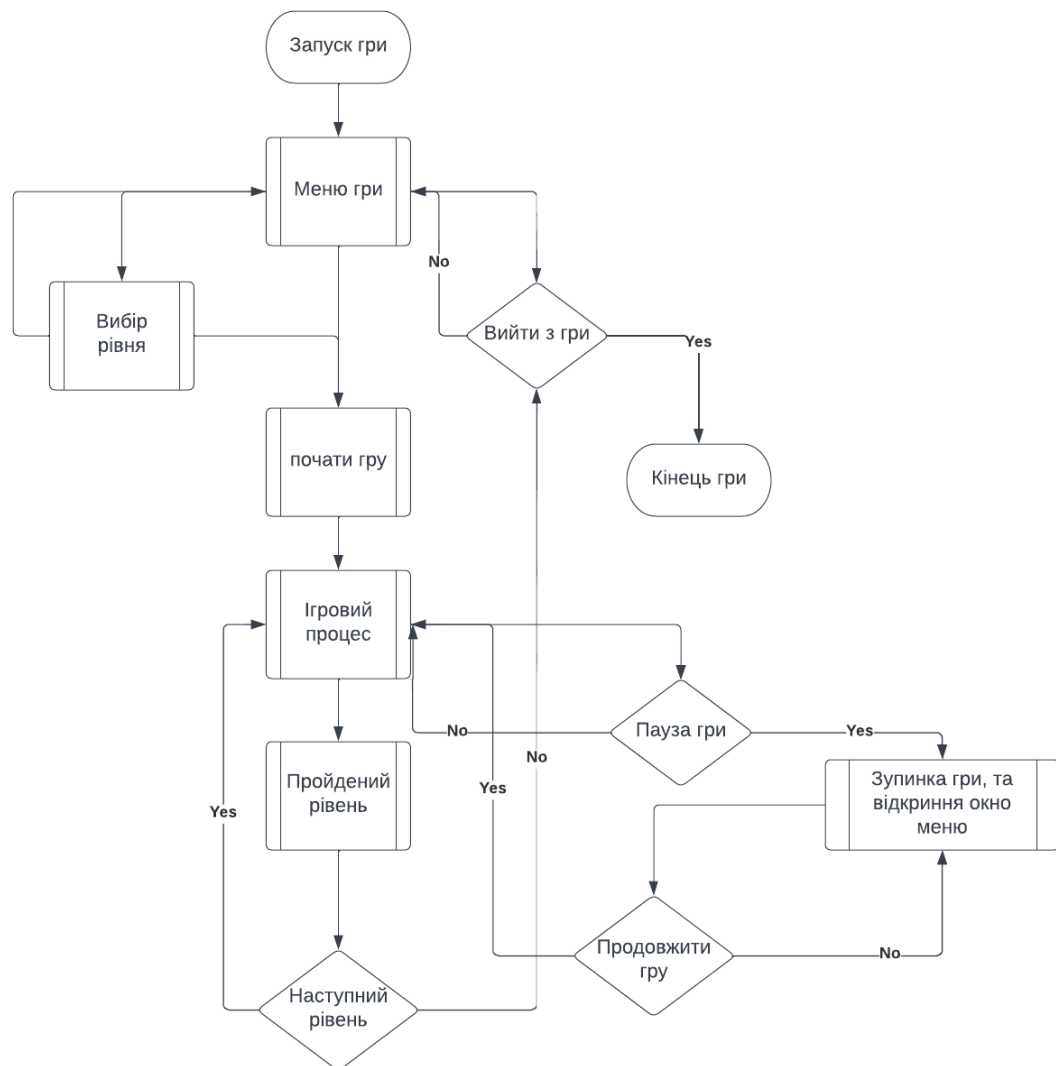 Запуск гри
Меню гри
No
Вибір
рівня
Вийти з гри
Yes
почати гру
Кінець гри
Ігровий
процес
No
Пауза гри
Yes
No
Пройдений
рівень
Yes
Зупинка гри, та
відкриння окно
меню
Yes
Продовжити
гру
No
Наступний
рівень